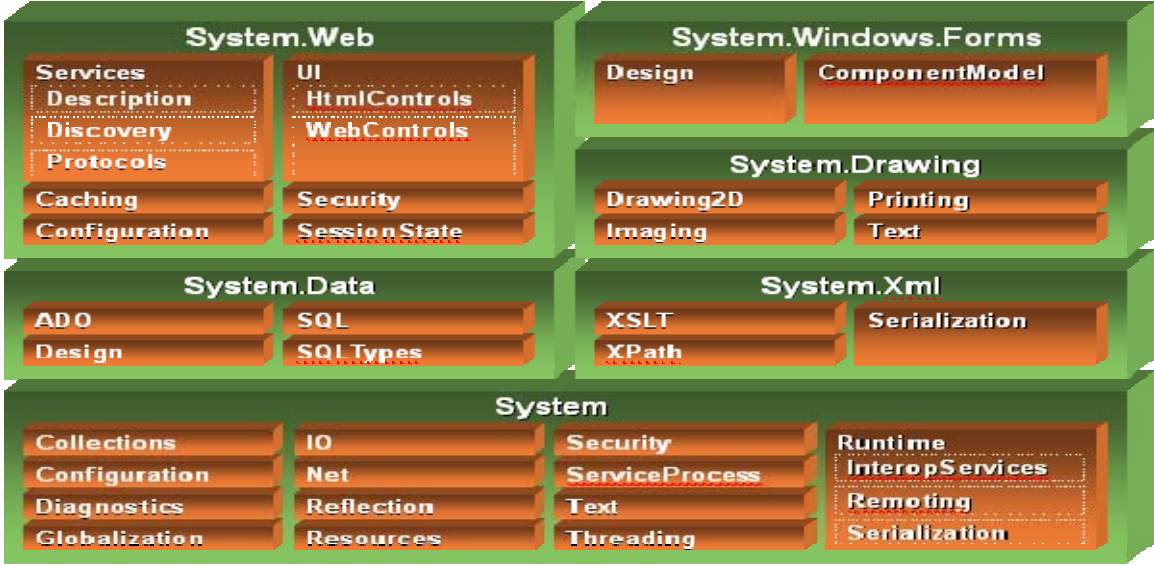 System.Web
Services
Description
Discovery
Protocols
UI
HtmlControls
WebControls
Caching
Security
Configuration
SessionState
System.Windows.Forms
Design
ComponentModel
System.Drawing
Drawing2D
Printing
Imaging
Text
System.Data
ADO
SQL
Design
SQLTypes
System.Xml
XSLT
Serialization
XPath
System
Collections
Configuration
Diagnostics
Globalization
IO
Net
Reflection
Resources
Security
ServiceProcess
Text
Threading
Runtime
InteropServices
Remoting
Serialization